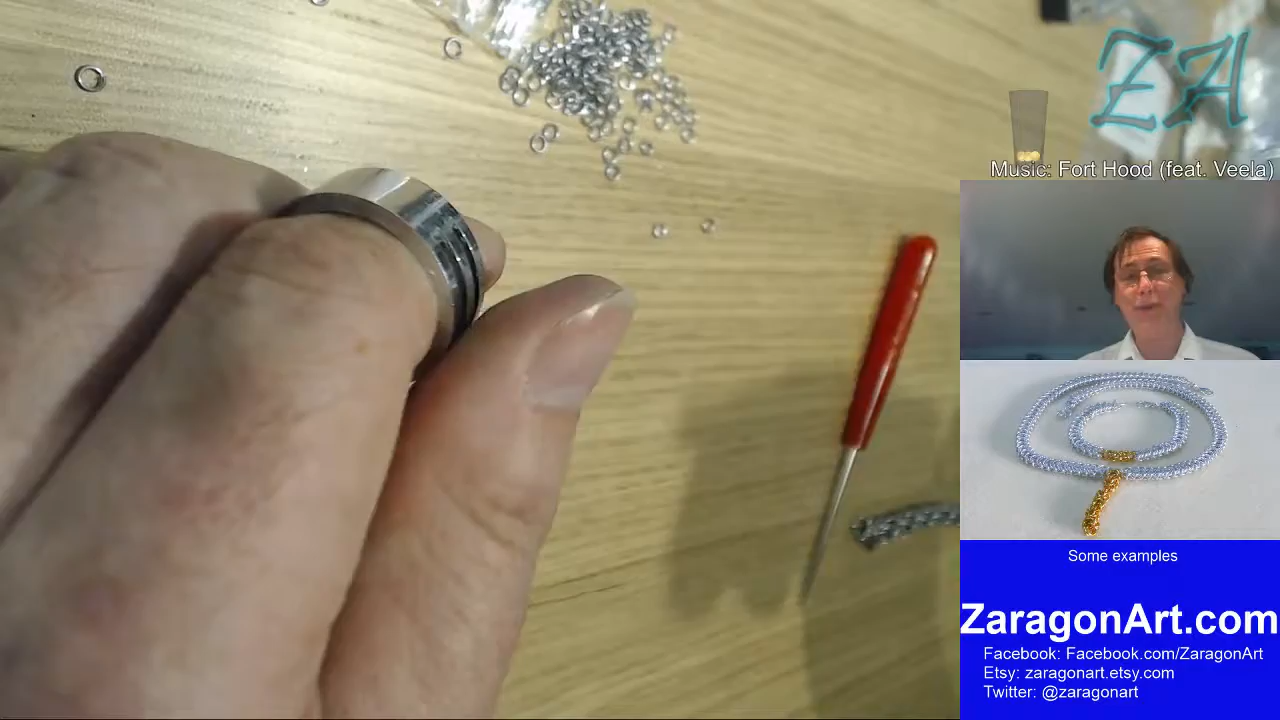 ZA
Music: Fort Hood (feat. Veela)
Some examples
ZaragonArt.com
Facebook: Facebook.com/ZaragonArt
Etsy: zaragonart.etsy.com
Twitter: @zaragonart